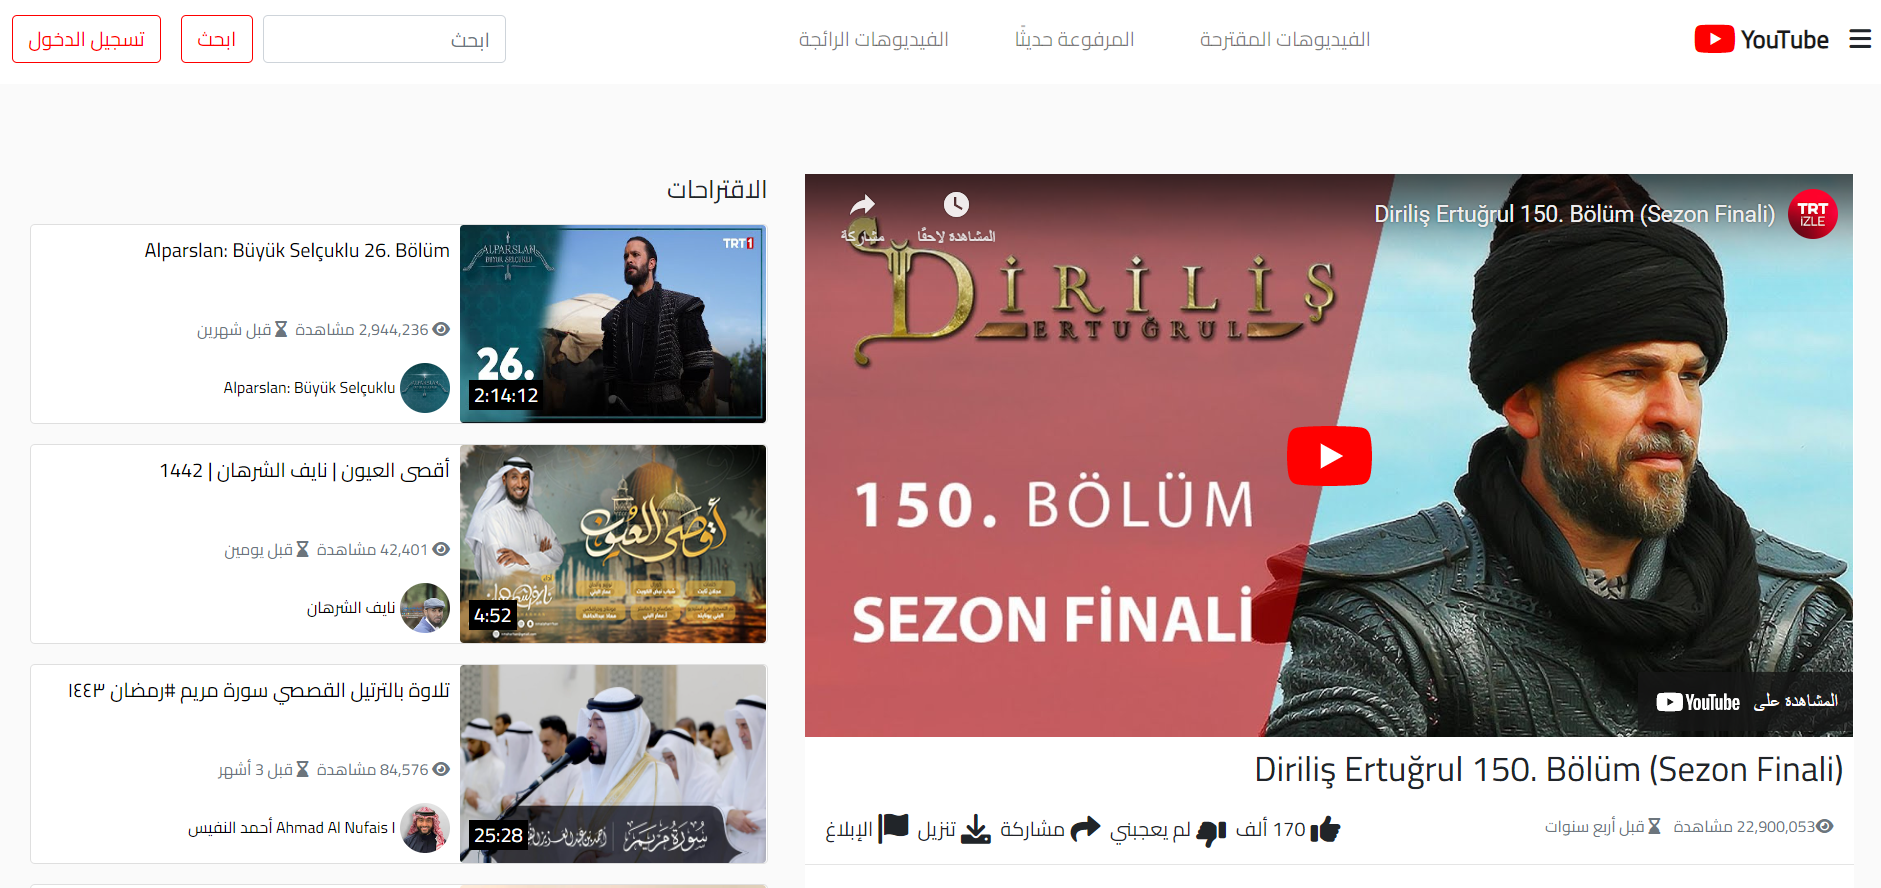 YouTube
الفيديوهات المقترحة
المرفوعة حديثًا
الفيديوهات الرائجة
ابحث
ابحث
تسجيل الدخول
TRT
İZLE
Diriliş Ertuğrul 150. Bölüm (Sezon Finali)
المشاهدة لاحقًا
مشاركة
DİRİLİŞ
ERTUĞRUL
150. BÖLÜM
SEZON FİNALİ
المشاهدة على YouTube
Diriliş Ertuğrul 150. Bölüm (Sezon Finali)
22,900,053 مشاهدة قبل أربع سنوات
170 ألف
لم يعجبني
مشاركة
تنزيل
الإبلاغ
الاقتراحات
TRT1
ALPARSLAN
BÜYÜK SELÇUKLU
26.
2:14:12
Alparslan: Büyük Selçuklu 26. Bölüm
2,944,236 مشاهدة قبل شهرين
Alparslan: Büyük Selçuklu
أقصى العيون
4:52
أقصى العيون | نايف الشرهان | 1442
42,401 مشاهدة قبل يومين
نايف الشرهان
سورة مريم
25:28
تلاوة بالترتيل القصصي سورة مريم #رمضان ١٤٤٣
84,576 مشاهدة قبل 3 أشهر
Ahmad Al Nufais I أحمد النفيس